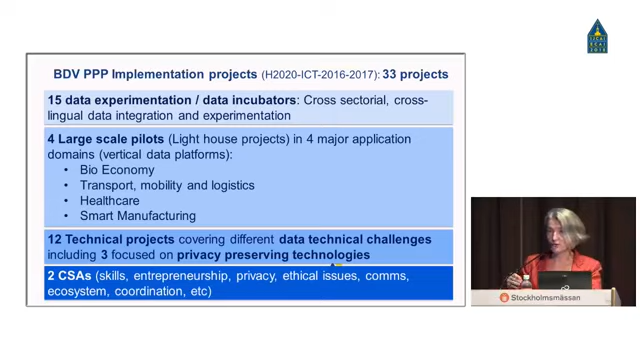 BDV PPP Implementation projects (H2020-ICT-2016-2017): 33 projects
15 data experimentation / data incubators: Cross sectorial, cross-
lingual data integration and experimentation
4 Large scale pilots (Light house projects) in 4 major application
domains (vertical data platforms):
• Bio Economy
• Transport, mobility and logistics
• Healthcare
• Smart Manufacturing
12 Technical projects covering different data technical challenges
including 3 focused on privacy preserving technologies
2 CSAs (skills, entrepreneurship, privacy, ethical issues, comms,
ecosystem, coordination, etc)
Stockholmsmässan